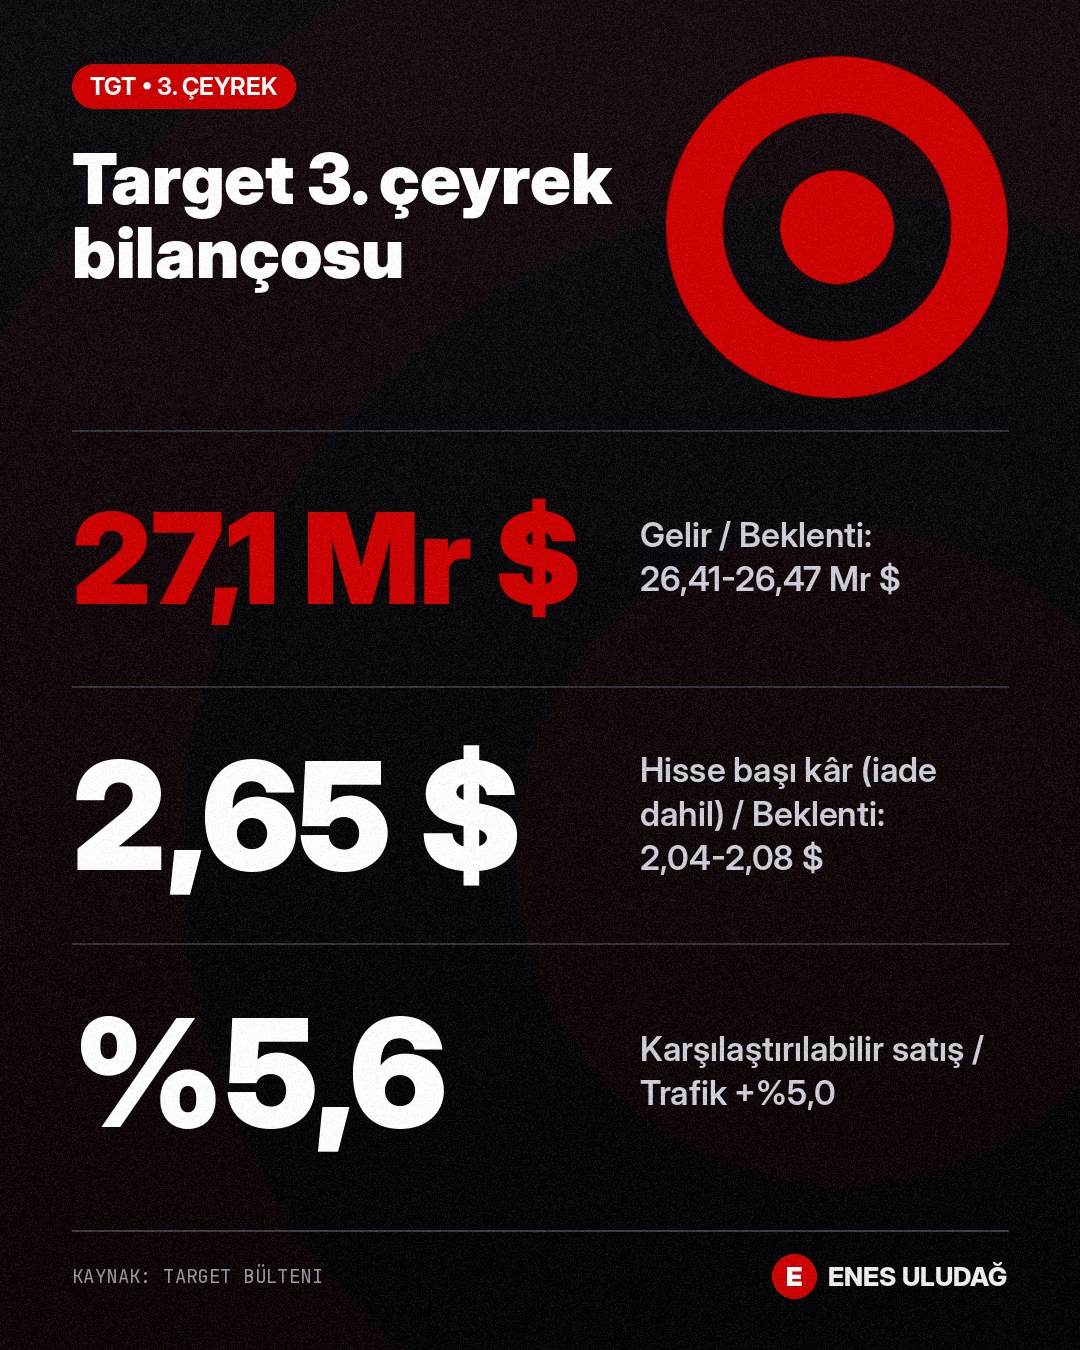 TGT • 3. ÇEYREK
Target 3. çeyrek
bilançosu
27,1 Mr $
Gelir / Beklenti:
26,41-26,47 Mr $
2,65 $
Hisse başı kâr (iade
dahil) / Beklenti:
2,04-2,08 $
%5,6
Karşılaştırılabilir satış /
Trafik +%5,0
KAYNAK: TARGET BÜLTENI
E ENES ULUDAĞ